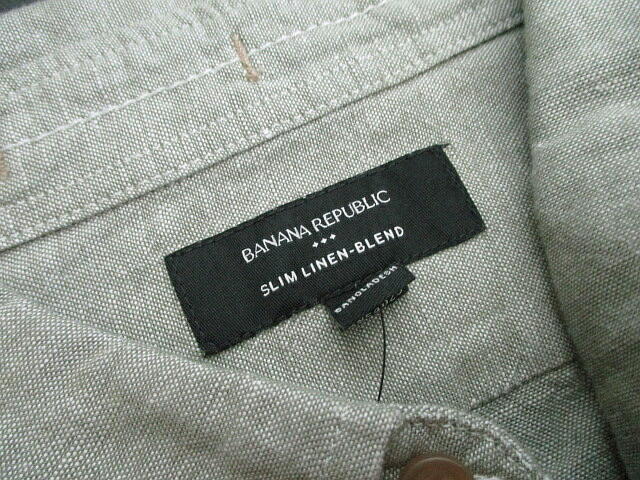 BANANA REPUBLIC
SLIM LINEN-BLEND
BANGLADESH